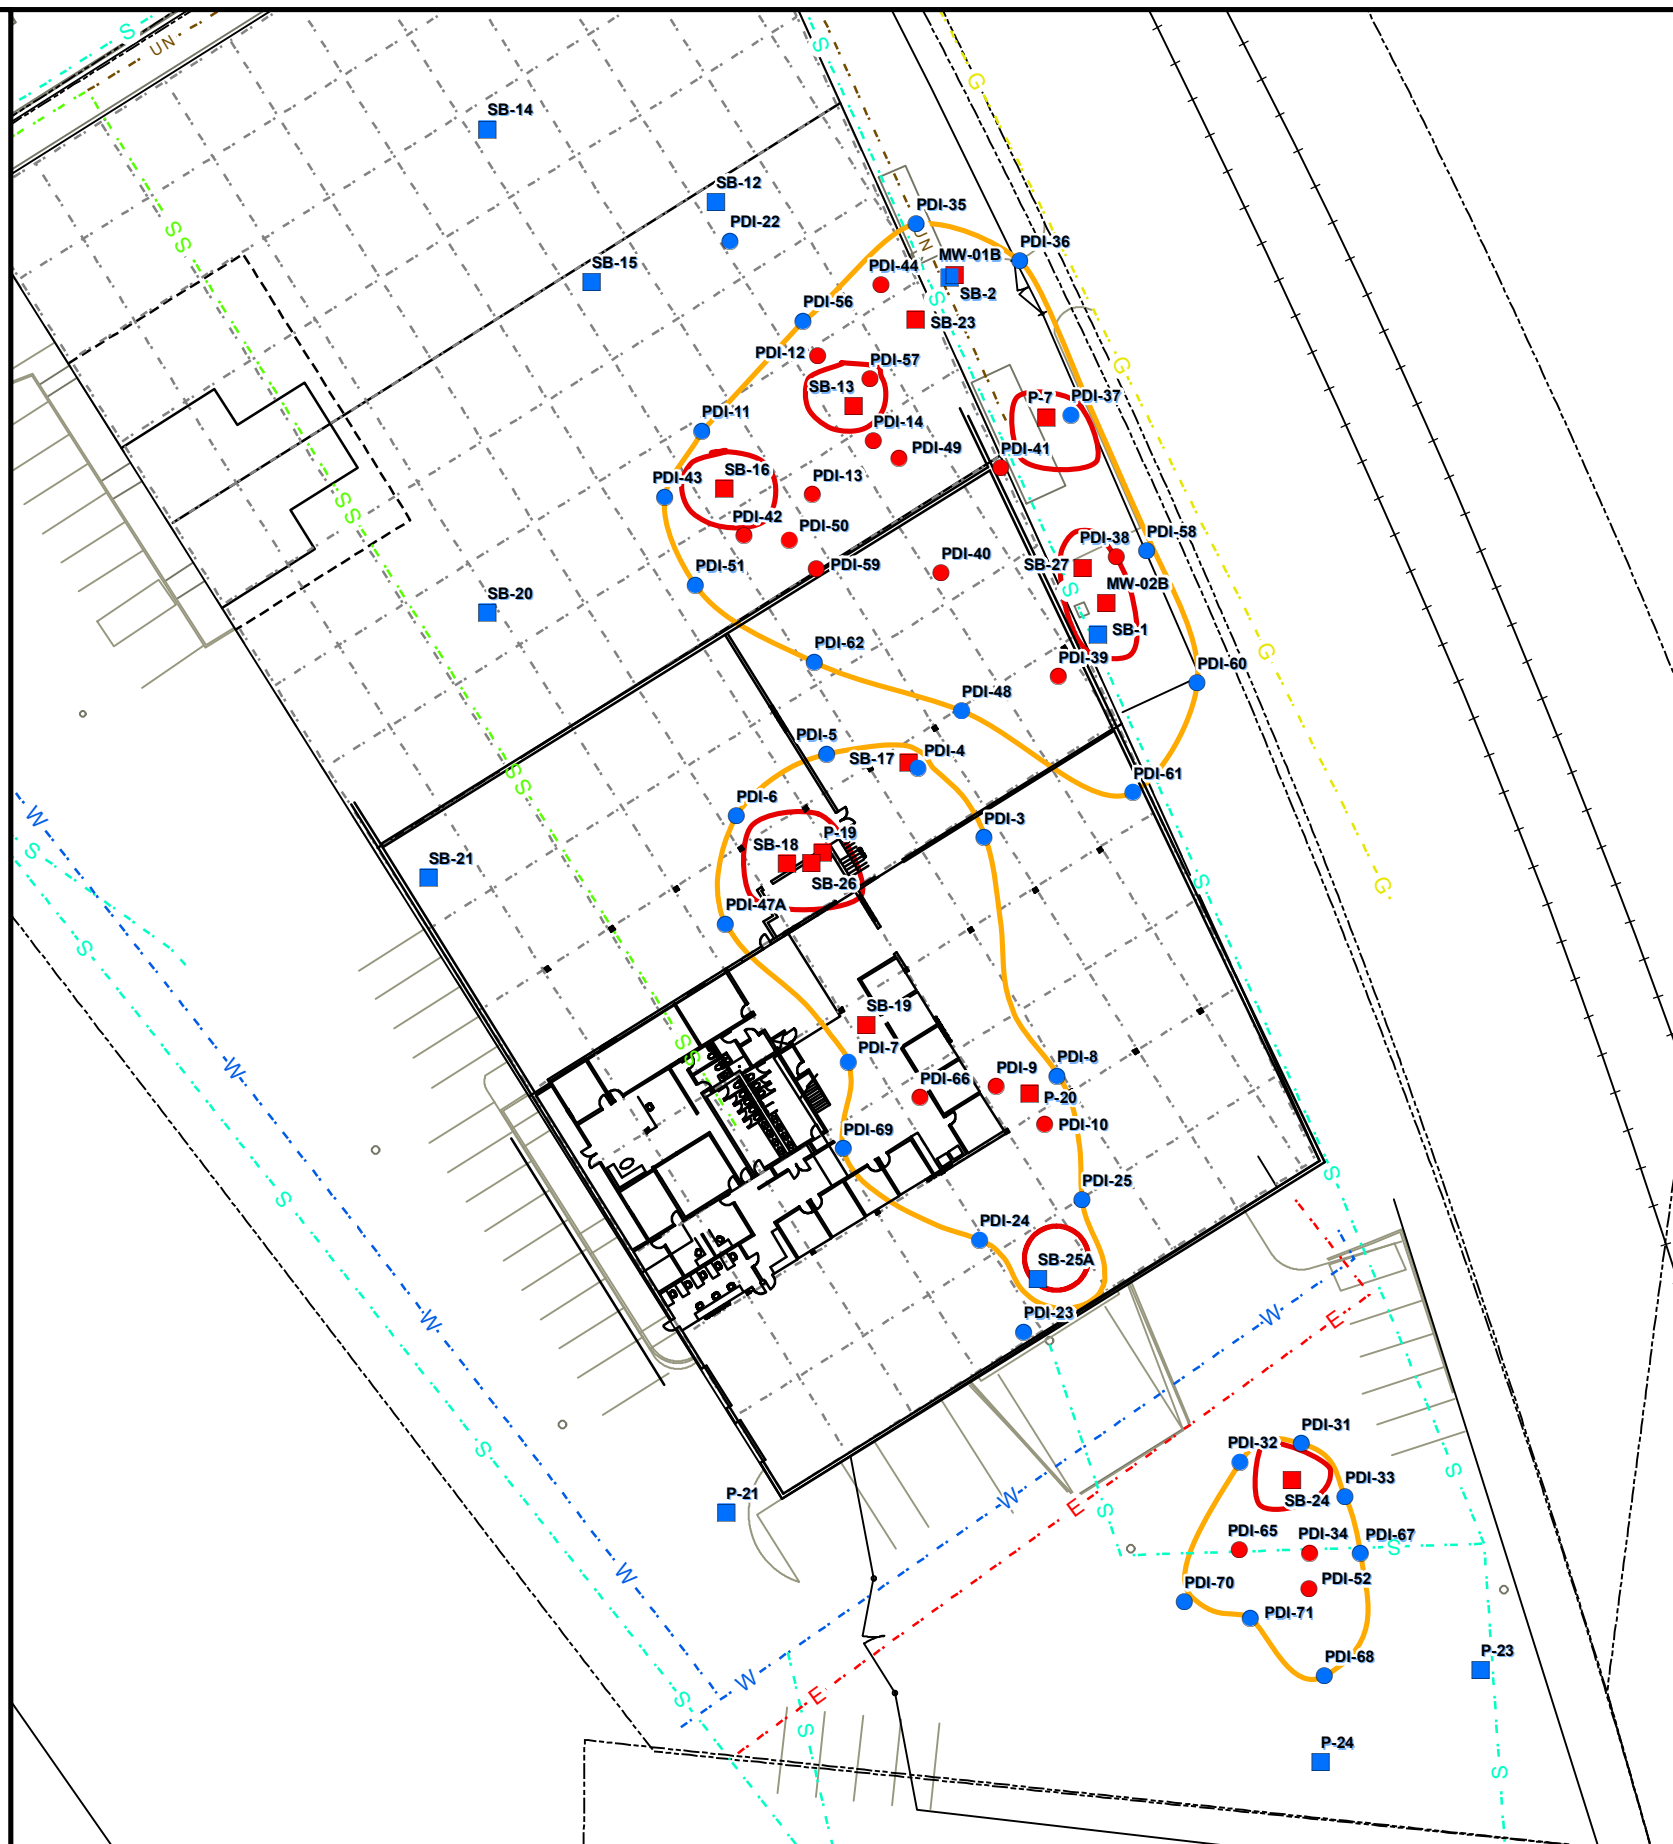 S
UN
S
G
SB-14
SB-12
PDI-22
PDI-35
SS
UN
PDI-36
MW-01B
SB-15
PDI-44
SB-2
S
PDI-56
SB-23
PDI-12
PDI-57
G
SB-13
P-7
PDI-37
PDI-11
PDI-14
PDI-49
PDI-41
SB-16
PDI-43
PDI-13
SS
PDI-42
PDI-50
PDI-58
PDI-38
PDI-40
PDI-59
SB-27
PDI-51
MW-02B
S
SB-20
SB-1
G
PDI-62
PDI-39
PDI-60
PDI-48
PDI-5
PDI-4
SB-17
SS
PDI-61
PDI-6
W
PDI-3
P-19
SB-18
S
SB-21
SB-26
S
G
PDI-47A
S
SB-19
SS
PDI-7
PDI-8
W
PDI-9
PDI-66
P-20
PDI-10
PDI-69
S
PDI-25
S
PDI-24
SB-25A
PDI-23
W
W
E
PDI-31
PDI-32
S
S
PDI-33
P-21
W
SB-24
E
S
PDI-65
PDI-34
PDI-67
S
W
PDI-70
PDI-52
PDI-71
PDI-68
P-23
W
E
S
S
P-24
S